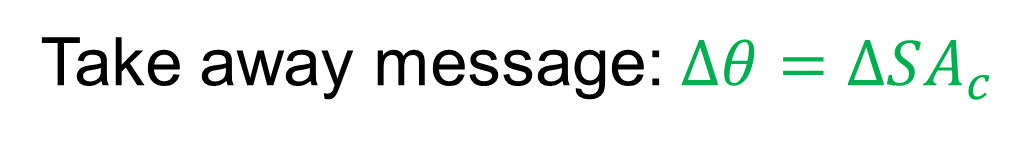 Take away message: Δθ = ΔSA_c